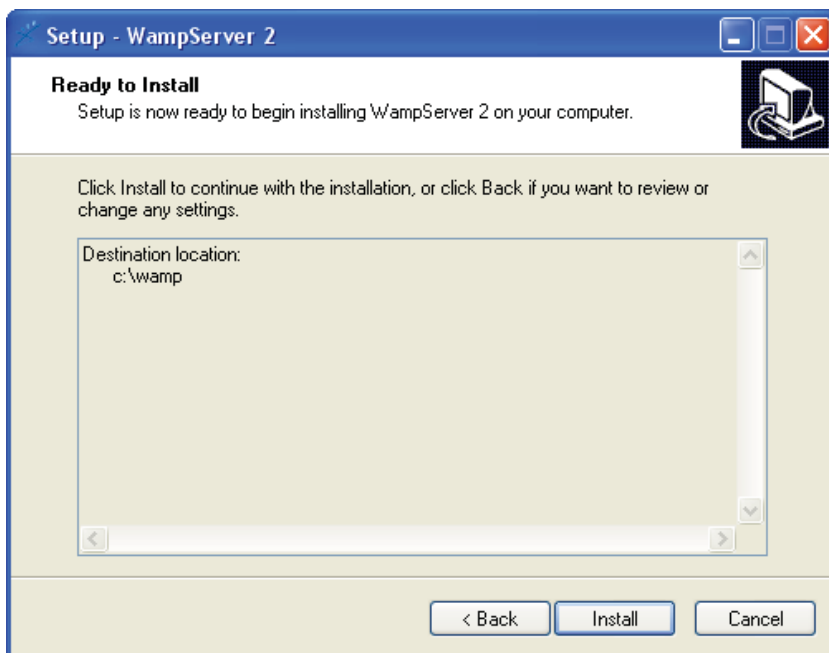 Setup - WampServer 2
Ready to Install
Setup is now ready to begin installing WampServer 2 on your computer.
Click Install to continue with the installation, or click Back if you want to review or
change any settings.
Destination location:
c:\wamp
< Back
Install
Cancel